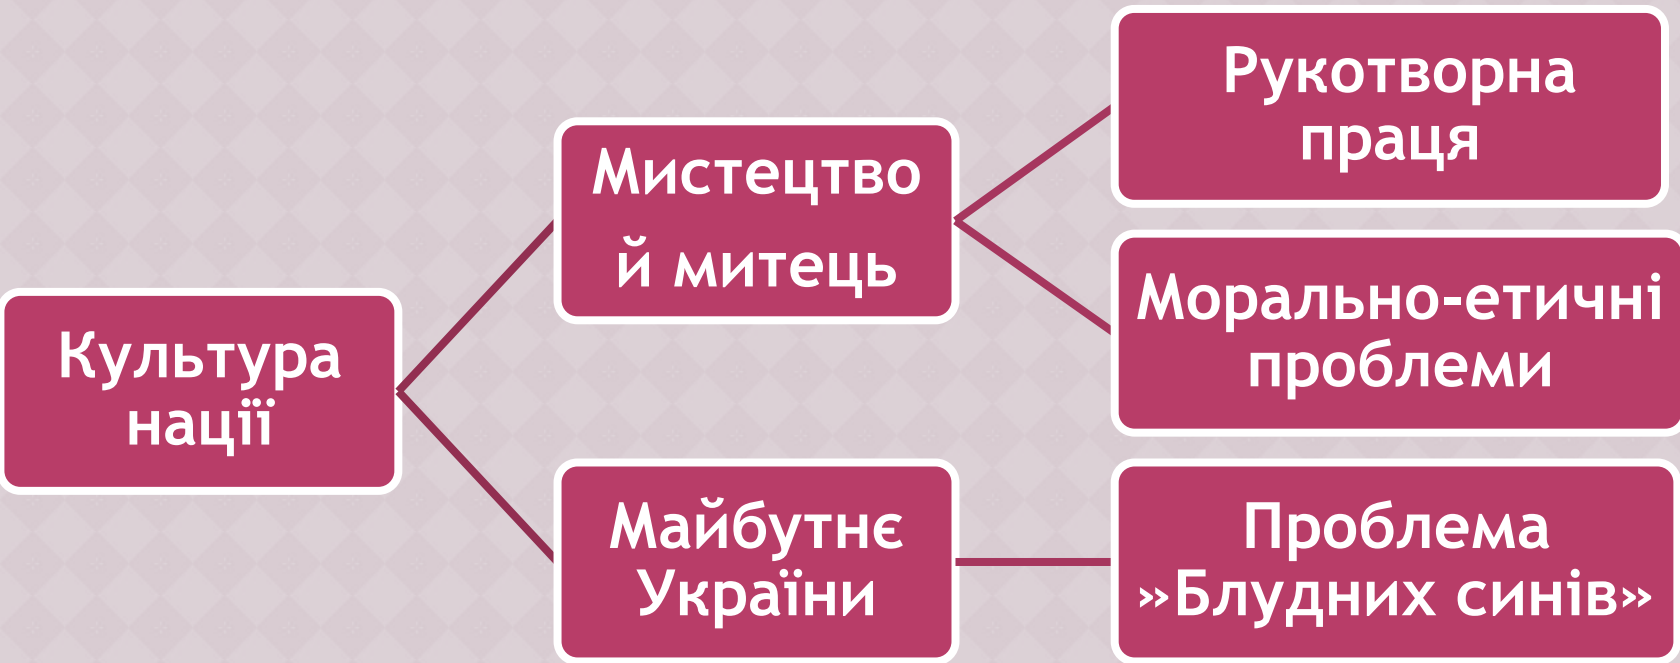 Культура
нації
Мистецтво
й митець
Рукотворна
праця
Морально-етичні
проблеми
Майбутнє
України
Проблема
»Блудних синів»